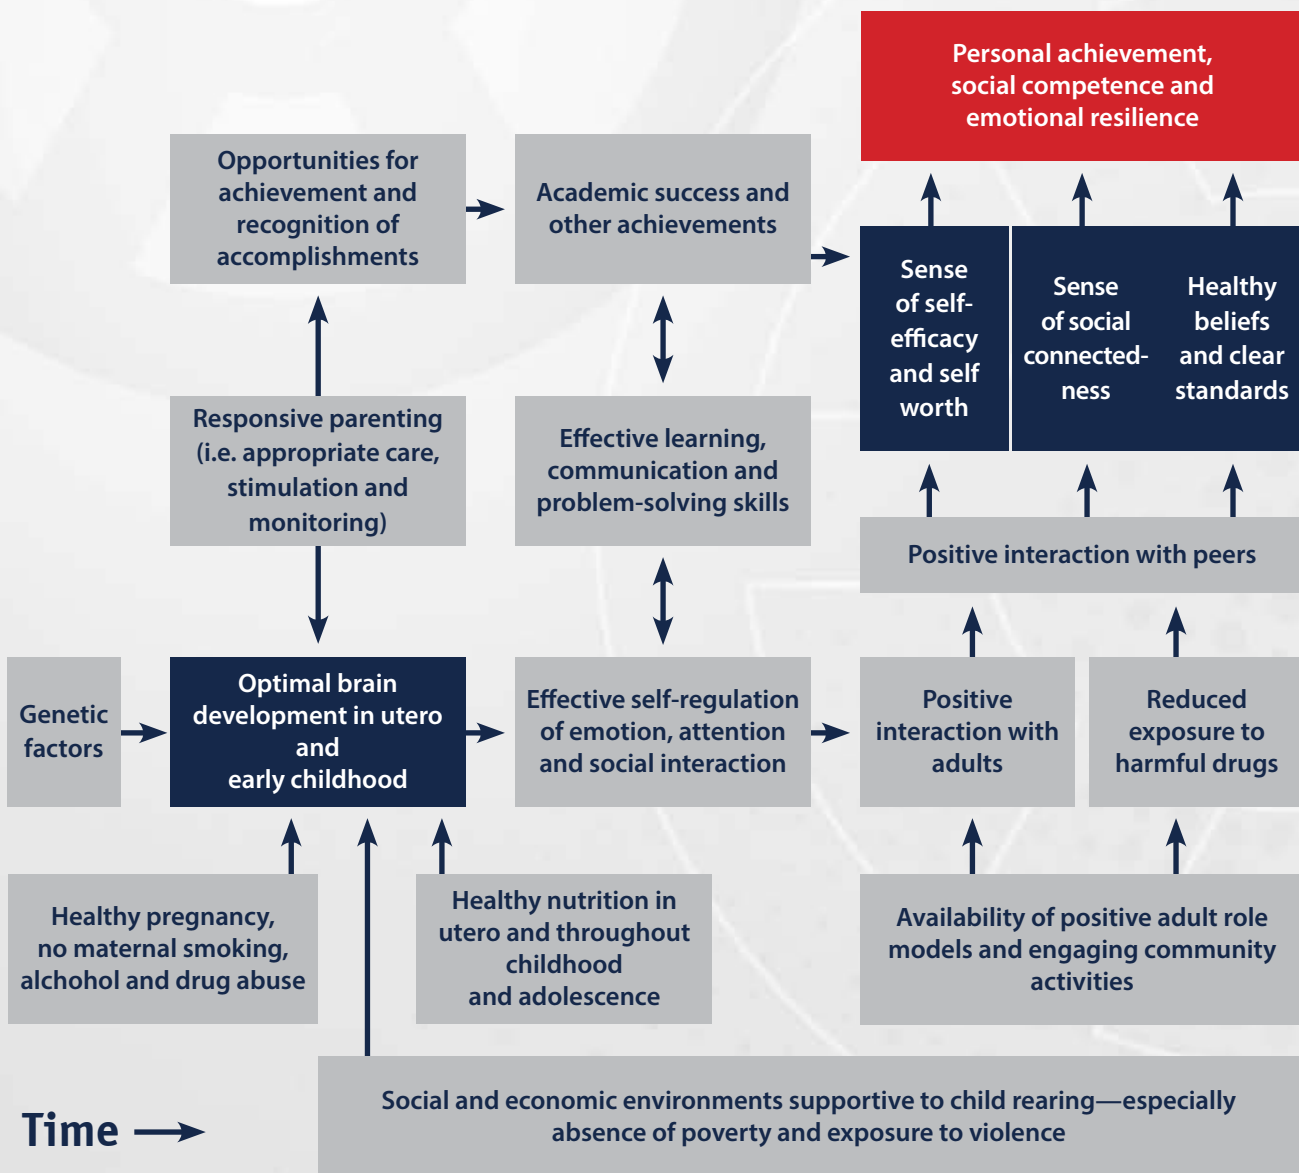 Personal achievement,
social competence and
emotional resilience
Opportunities for
achievement and
recognition of
accomplishments
Academic success and
other achievements
Sense
of self-
efficacy
and self
worth
Sense
of social
connected-
ness
Healthy
beliefs
and clear
standards
Responsive parenting
(i.e. appropriate care,
stimulation and
monitoring)
Effective learning,
communication and
problem-solving skills
Positive interaction with peers
Genetic
factors
Optimal brain
development in utero
and
early childhood
Effective self-regulation
of emotion, attention
and social interaction
Positive
interaction with
adults
Reduced
exposure to
harmful drugs
Healthy pregnancy,
no maternal smoking,
alchohol and drug abuse
Healthy nutrition in
utero and throughout
childhood
and adolescence
Availability of positive adult role
models and engaging community
activities
Social and economic environments supportive to child rearing—especially
absence of poverty and exposure to violence
Time